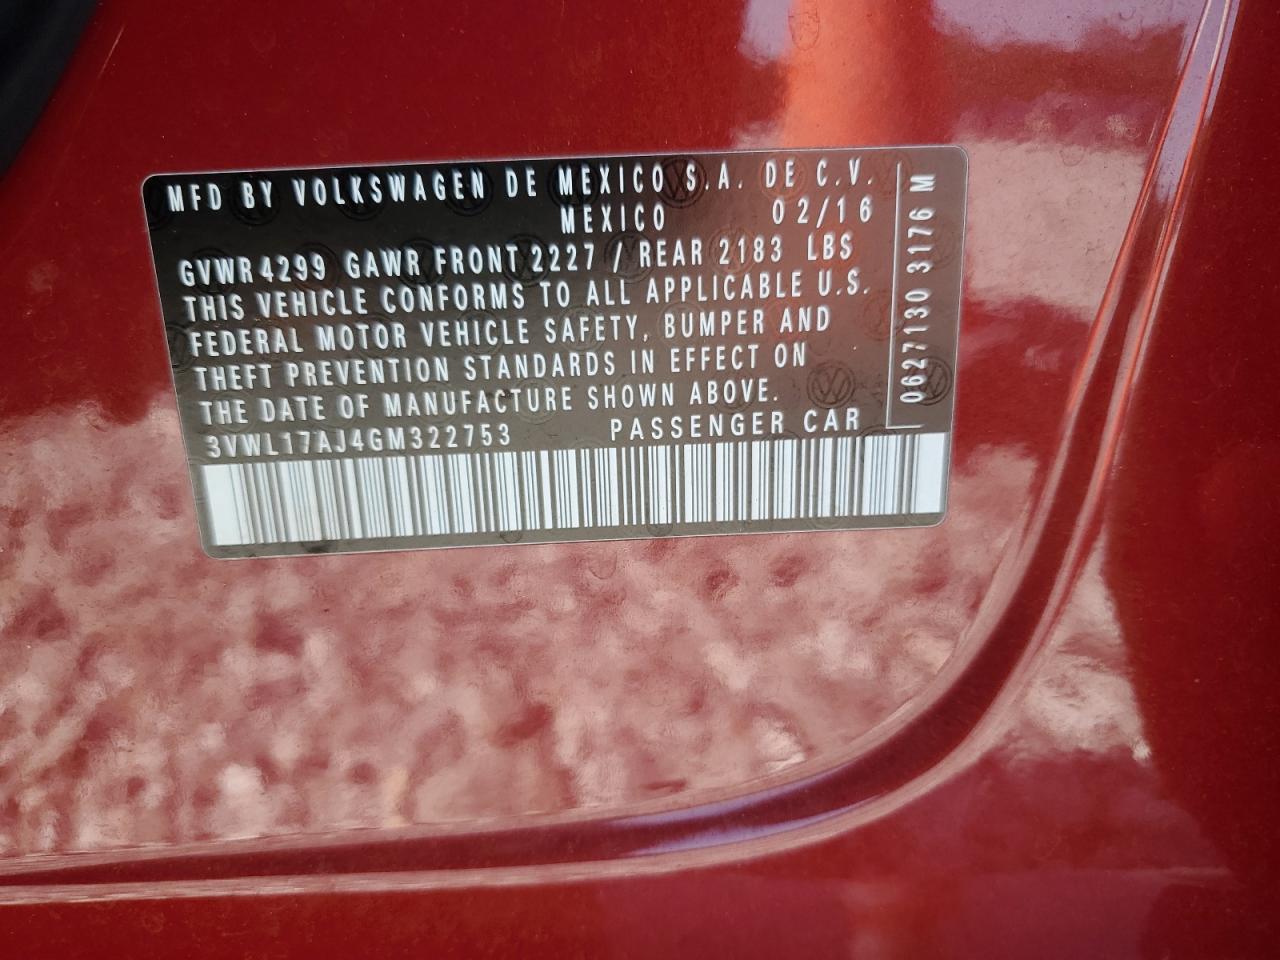 MFD BY VOLKSWAGEN DE MEXICO S.A. DE C.V.
MEXICO 02/16
GVWR 4299 GAWR FRONT 2227 / REAR 2183 LBS
THIS VEHICLE CONFORMS TO ALL APPLICABLE U.S.
FEDERAL MOTOR VEHICLE SAFETY, BUMPER AND
THEFT PREVENTION STANDARDS IN EFFECT ON
THE DATE OF MANUFACTURE SHOWN ABOVE.
3VWL17AJ4GM322753 PASSENGER CAR
0627130 3176 M